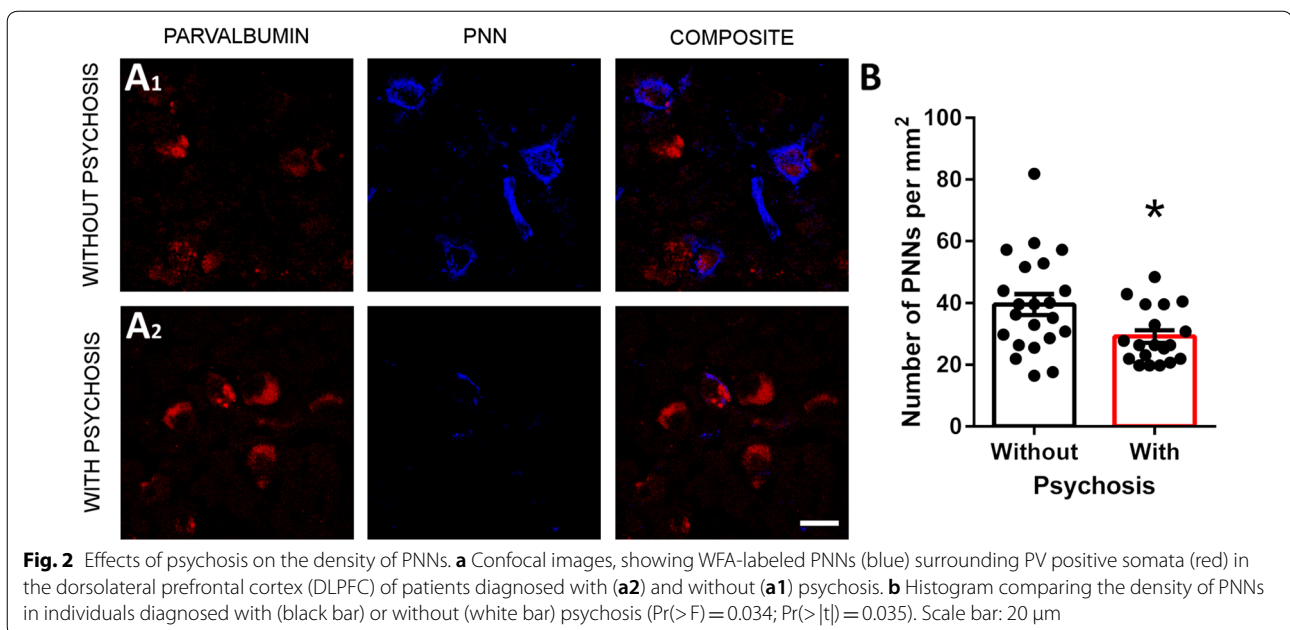 PARVALBUMIN PNN COMPOSITE
WITHOUT PSYCHOSIS
A1
WITH PSYCHOSIS
A2
B
Number of PNNs per mm²
100
80
60
40
20
0
*
Without With
Psychosis
Fig. 2 Effects of psychosis on the density of PNNs. a Confocal images, showing WFA-labeled PNNs (blue) surrounding PV positive somata (red) in
the dorsolateral prefrontal cortex (DLPFC) of patients diagnosed with (a2) and without (a1) psychosis. b Histogram comparing the density of PNNs
in individuals diagnosed with (black bar) or without (white bar) psychosis (Pr(> F) = 0.034; Pr(> |t|) = 0.035). Scale bar: 20 μm